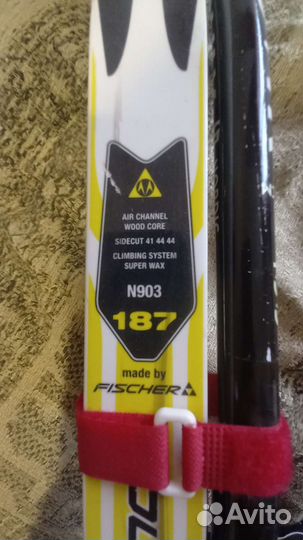 AIR CHANNEL
WOOD CORE
SIDECUT 41 44 44
CLIMBING SYSTEM
SUPER WAX
N903
187
made by
FISCHER
Avito